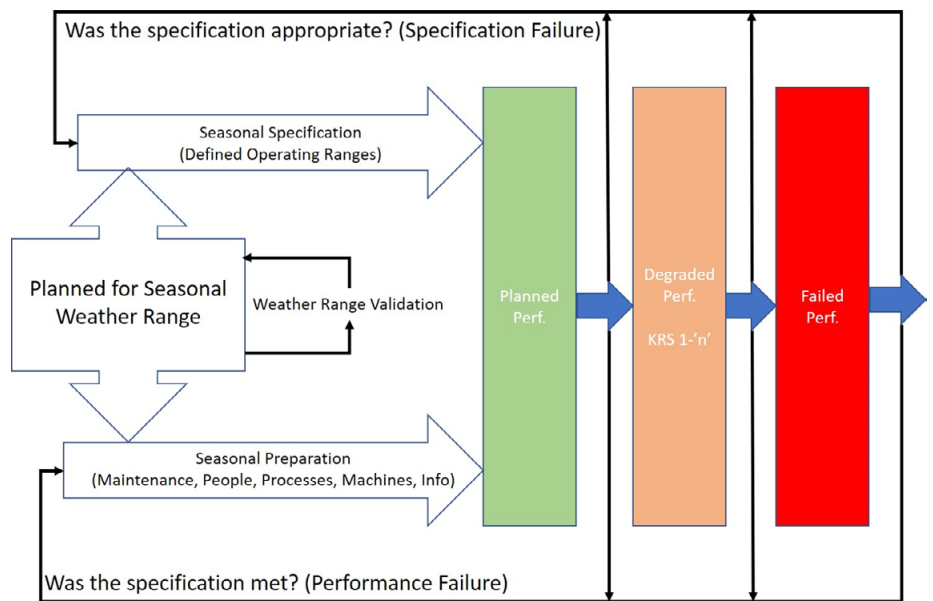 Was the specification appropriate? (Specification Failure)
Seasonal Specification
(Defined Operating Ranges)
Planned for Seasonal
Weather Range
Weather Range Validation
Planned
Perf.
Degraded
Perf.
KRS 1-'n'
Failed
Perf.
Seasonal Preparation
(Maintenance, People, Processes, Machines, Info)
Was the specification met? (Performance Failure)